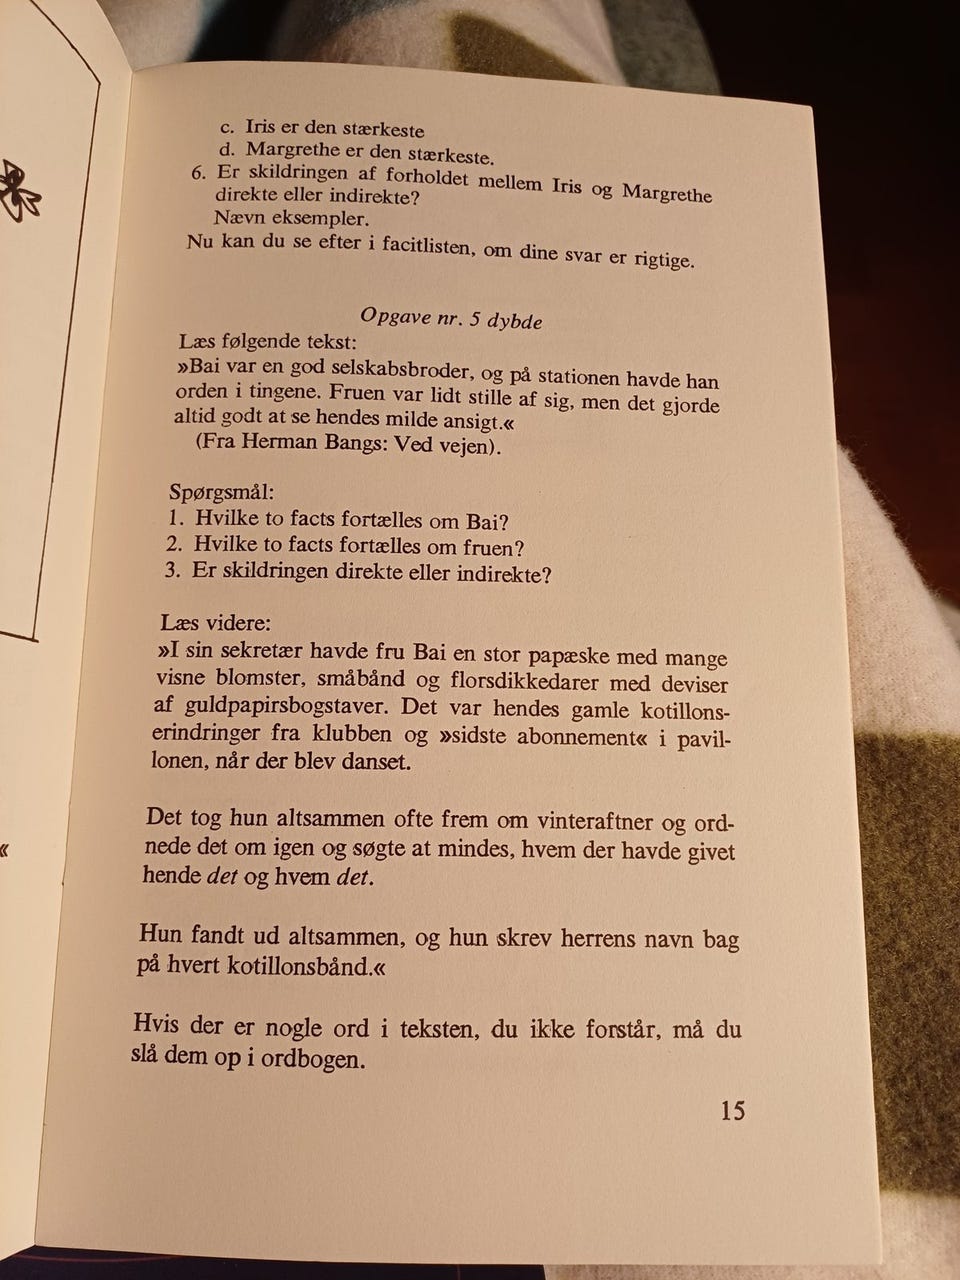 c. Iris er den stærkeste
d. Margrethe er den stærkeste.
6. Er skildringen af forholdet mellem Iris og Margrethe
direkte eller indirekte?
Nævn eksempler.
Nu kan du se efter i facitlisten, om dine svar er rigtige.
Opgave nr. 5 dybde
Læs følgende tekst:
»Bai var en god selskabsbroder, og på stationen havde han
orden i tingene. Fruen var lidt stille af sig, men det gjorde
altid godt at se hendes milde ansigt.«
(Fra Herman Bangs: Ved vejen).
Spørgsmål:
1. Hvilke to facts fortælles om Bai?
2. Hvilke to facts fortælles om fruen?
3. Er skildringen direkte eller indirekte?
Læs videre:
»I sin sekretær havde fru Bai en stor papæske med mange
visne blomster, småbånd og florsdikkedarer med deviser
af guldpapirsbogstaver. Det var hendes gamle kotillons-
erindringer fra klubben og »sidste abonnement« i pavil-
lonen, når der blev danset.
Det tog hun altsammen ofte frem om vinteraftner og ord-
nede det om igen og søgte at mindes, hvem der havde givet
hende det og hvem det.
Hun fandt ud altsammen, og hun skrev herrens navn bag
på hvert kotillonsbånd.«
Hvis der er nogle ord i teksten, du ikke forstår, må du
slå dem op i ordbogen.
15
«